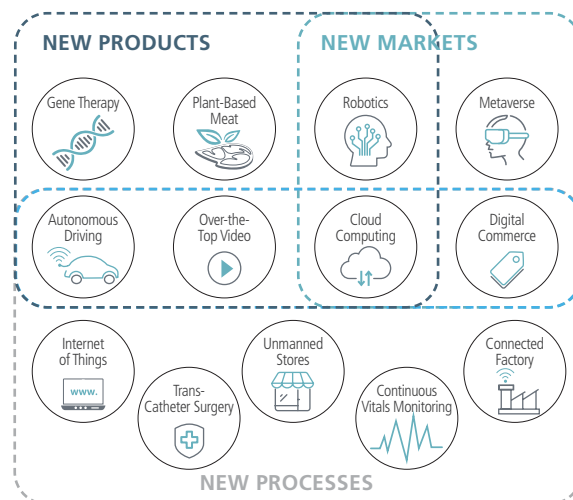 NEW PRODUCTS
NEW MARKETS
Gene Therapy
Plant-Based
Meat
Robotics
Metaverse
Autonomous
Driving
Over-the-
Top Video
Cloud
Computing
Digital
Commerce
Internet
of Things
www.
Trans-
Catheter Surgery
Unmanned
Stores
Continuous
Vitals Monitoring
Connected
Factory
NEW PROCESSES